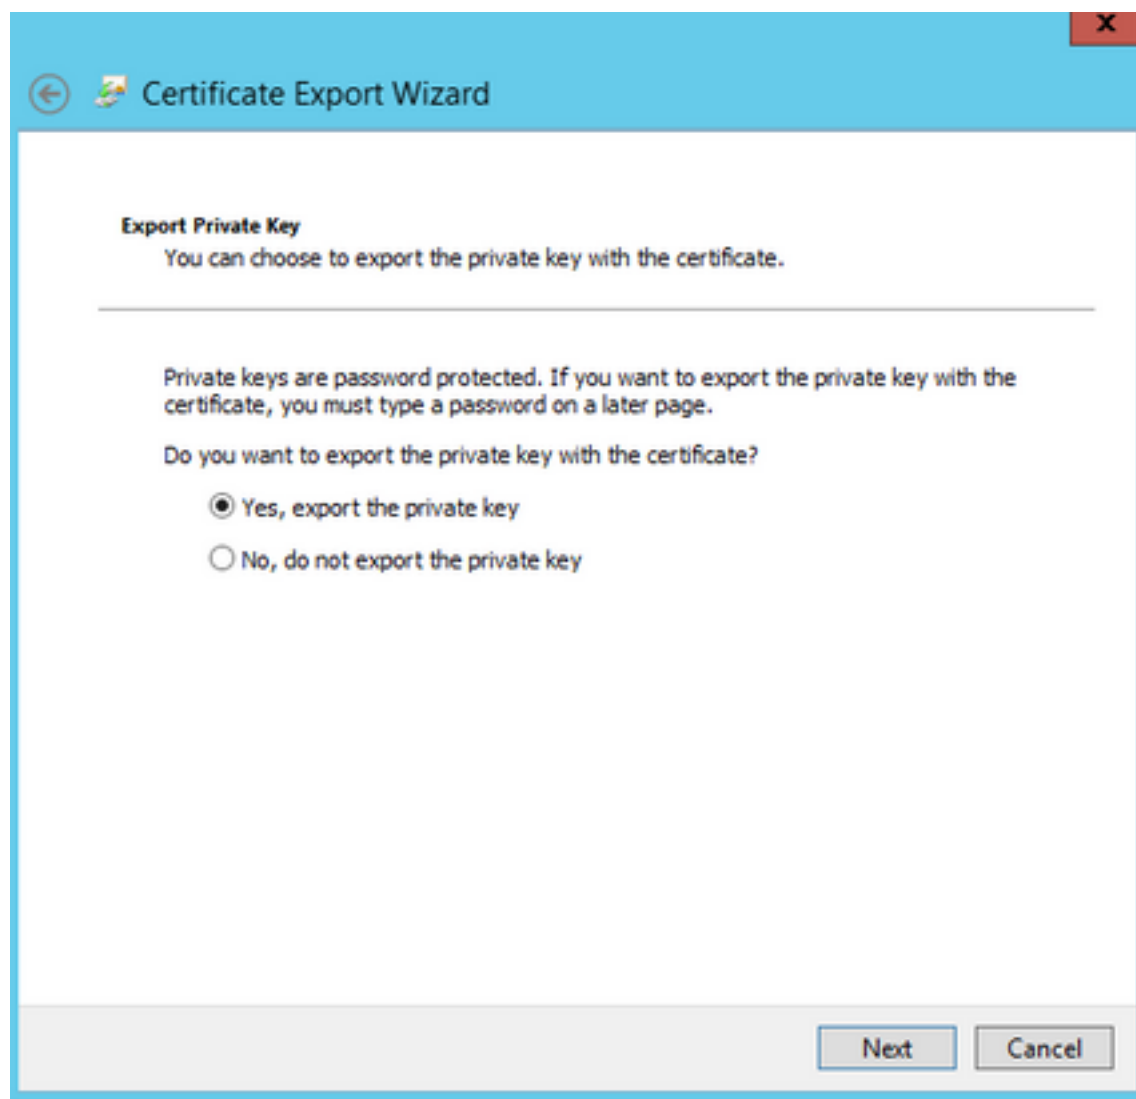 x
Certificate Export Wizard
Export Private Key
You can choose to export the private key with the certificate.
Private keys are password protected. If you want to export the private key with the
certificate, you must type a password on a later page.
Do you want to export the private key with the certificate?
Yes, export the private key
No, do not export the private key
Next
Cancel